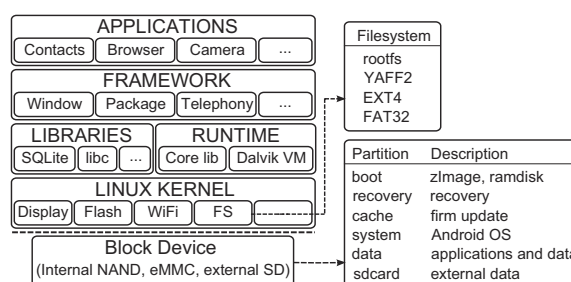 APPLICATIONS
Contacts Browser Camera ...
FRAMEWORK
Window Package Telephony ...
LIBRARIES RUNTIME
SQLite libc ... Core lib Dalvik VM
LINUX KERNEL
Display Flash WiFi FS
Block Device
(Internal NAND, eMMC, external SD)
Filesystem
rootfs
YAFF2
EXT4
FAT32
Partition Description
boot zImage, ramdisk
recovery recovery
cache firm update
system Android OS
data applications and data
sdcard external data